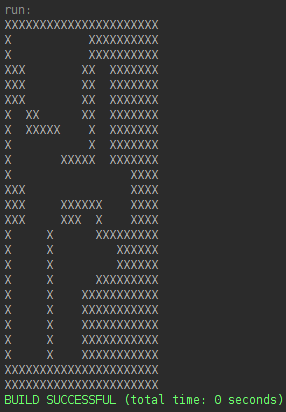 run:
XXXXXXXXXXXXXXXXXXXXXX
X           XXXXXXXXXX
X           XXXXXXXXXX
XXX        XX  XXXXXXX
XXX        XX  XXXXXXX
XXX        XX  XXXXXXX
X  XX      XX  XXXXXXX
X  XXXXX    X  XXXXXXX
X           X  XXXXXXX
X       XXXXX  XXXXXXX
X                 XXXX
XXX               XXXX
XXX     XXXXXX    XXXX
XXX     XXX  X    XXXX
X     X      XXXXXXXXX
X     X         XXXXXX
X     X         XXXXXX
X     X      XXXXXXXXX
X     X    XXXXXXXXXXX
X     X    XXXXXXXXXXX
X     X    XXXXXXXXXXX
X     X    XXXXXXXXXXX
X     X    XXXXXXXXXXX
XXXXXXXXXXXXXXXXXXXXXX
XXXXXXXXXXXXXXXXXXXXXX
BUILD SUCCESSFUL (total time: 0 seconds)